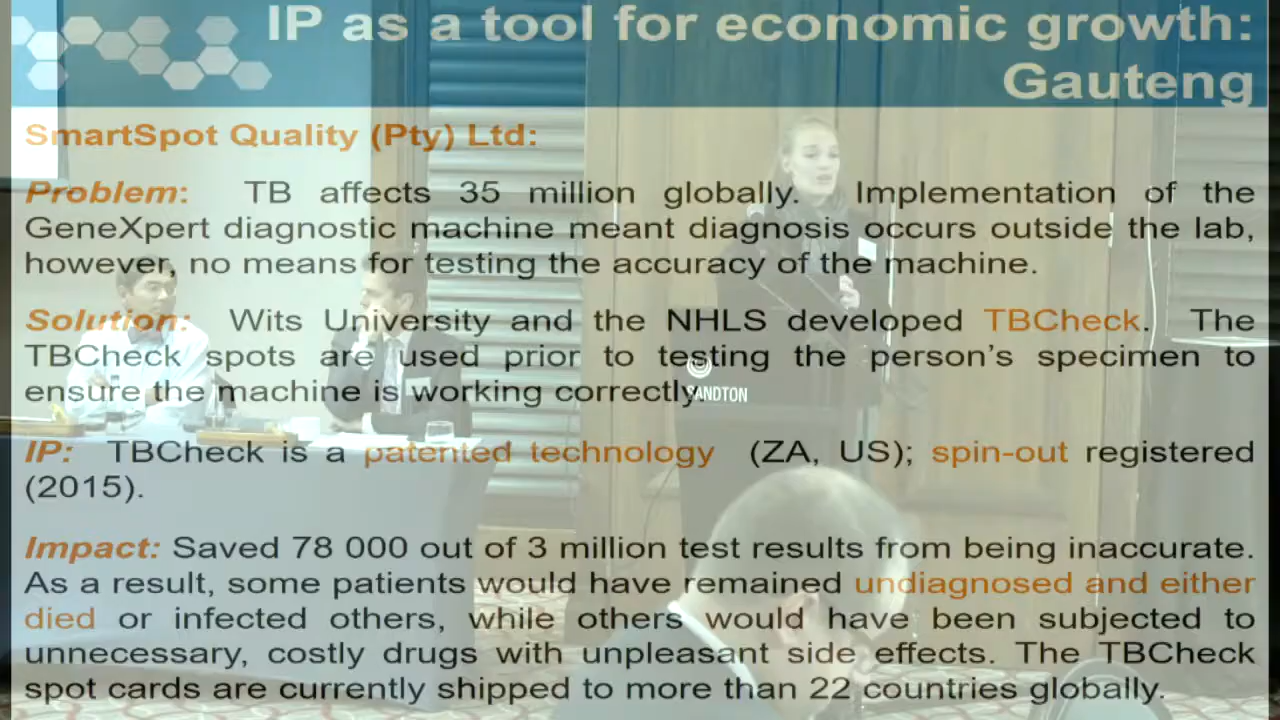 IP as a tool for economic growth:
Gauteng
SmartSpot Quality (Pty) Ltd:
Problem: TB affects 35 million globally. Implementation of the
GeneXpert diagnostic machine meant diagnosis occurs outside the lab,
however, no means for testing the accuracy of the machine.
Solution: Wits University and the NHLS developed TBCheck. The
TBCheck spots are used prior to testing the person's specimen to
ensure the machine is working correctly.
SANDTON
IP: TBCheck is a patented technology (ZA, US); spin-out registered
(2015).
Impact: Saved 78 000 out of 3 million test results from being inaccurate.
As a result, some patients would have remained undiagnosed and either
died or infected others, while others would have been subjected to
unnecessary, costly drugs with unpleasant side effects. The TBCheck
spot cards are currently shipped to more than 22 countries globally.